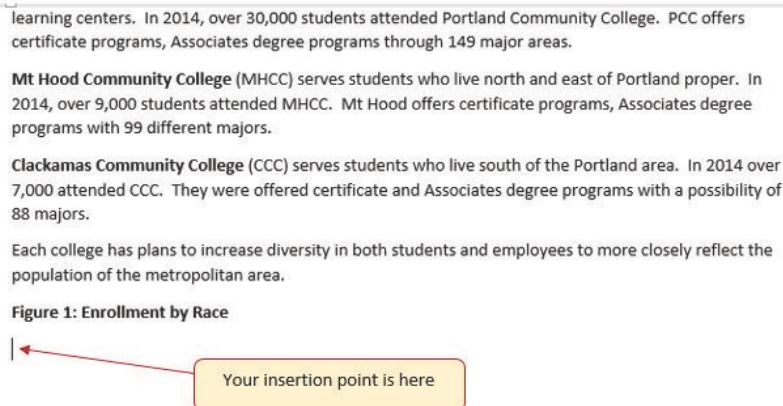 learning centers.  In 2014, over 30,000 students attended Portland Community College.  PCC offers
certificate programs, Associates degree programs through 149 major areas.
Mt Hood Community College (MHCC) serves students who live north and east of Portland proper.  In
2014, over 9,000 students attended MHCC.  Mt Hood offers certificate programs, Associates degree
programs with 99 different majors.
Clackamas Community College (CCC) serves students who live south of the Portland area.  In 2014 over
7,000 attended CCC.  They were offered certificate and Associates degree programs with a possibility of
88 majors.
Each college has plans to increase diversity in both students and employees to more closely reflect the
population of the metropolitan area.
Figure 1: Enrollment by Race
Your insertion point is here